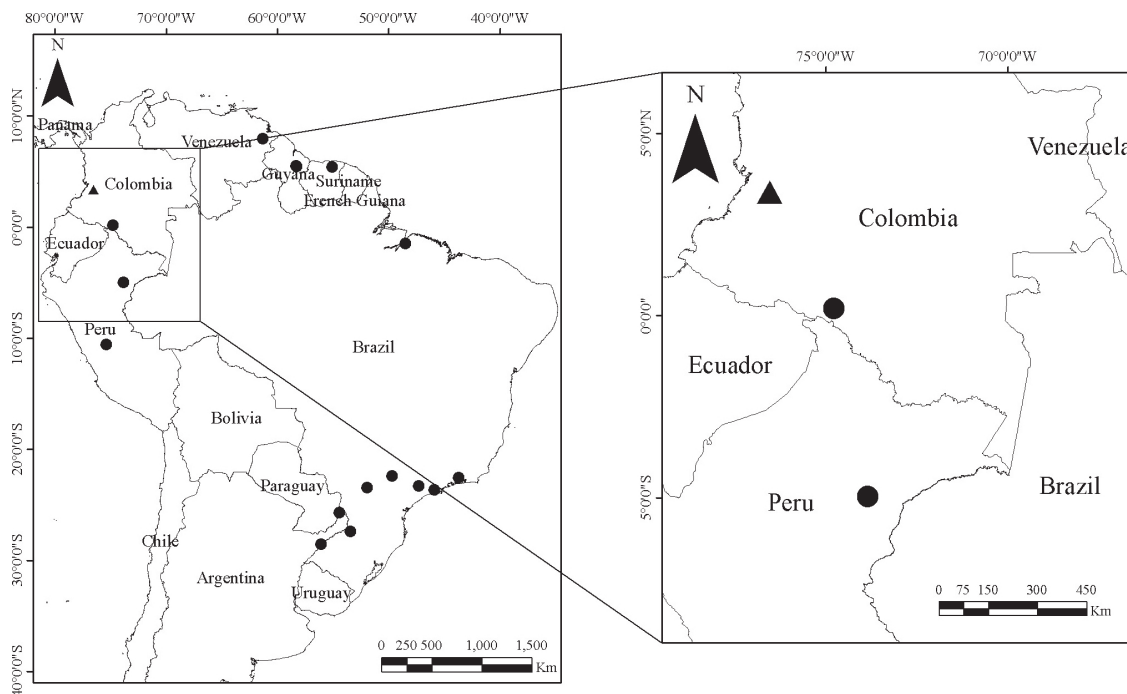 80°0'0"W 70°0'0"W 60°0'0"W 50°0'0"W 40°0'0"W
N
10°0'0"N
0°0'0"
10°0'0"S
20°0'0"S
30°0'0"S
40°0'0"S
Panama
Venezuela
Guyana
Suriname
French Guiana
Colombia
Ecuador
Peru
Brazil
Bolivia
Paraguay
Chile
Argentina
Uruguay
0 250 500 1,000 1,500
Km
75°0'0"W 70°0'0"W
N
5°0'0"N
0°0'0"
5°0'0"S
Venezuela
Colombia
Ecuador
Peru
Brazil
0 75 150 300 450
Km